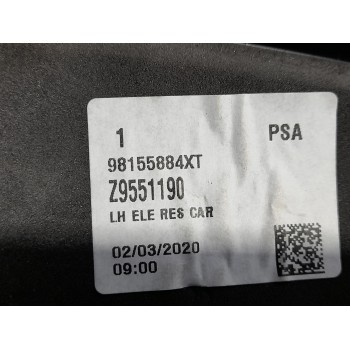 1 PSA
98155884XT
Z9551190
LH ELE RES CAR
02/03/2020
09:00